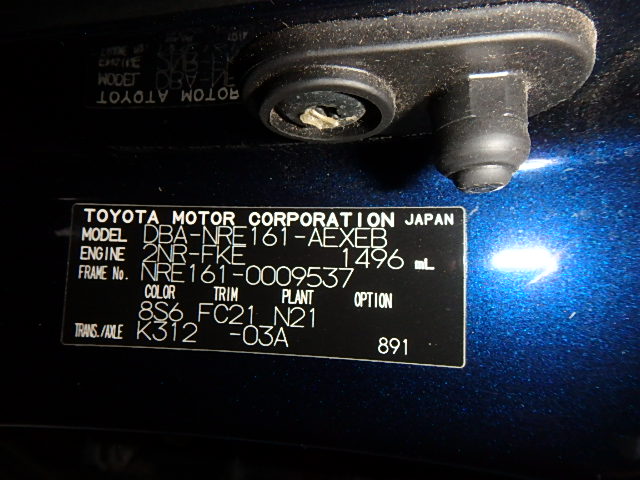 TOYOTA MOTOR CORPORATION JAPAN
MODEL DBA-NRE161-AEXEB
ENGINE 2NR-FKE 1496 mL
FRAME No. NRE161-0009537
COLOR TRIM PLANT OPTION
8S6 FC21 N21
TRANS./AXLE K312 -03A
891